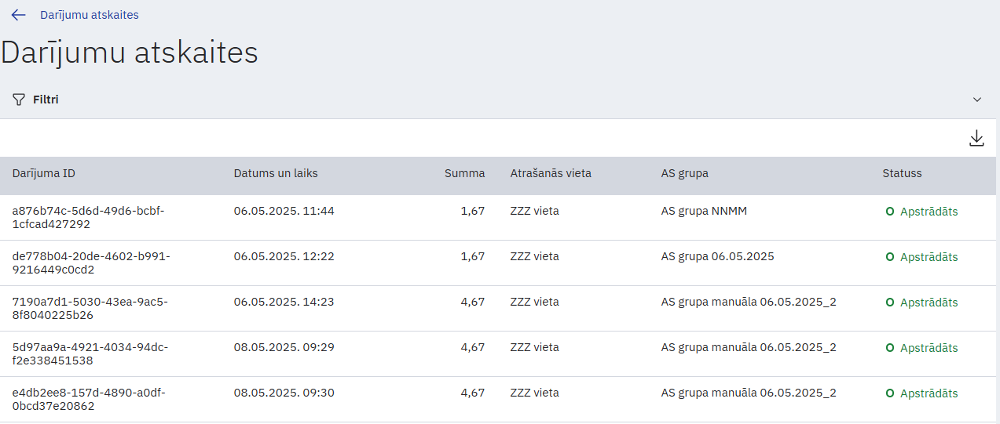 Darījumu atskaites
Darījumu atskaites
Filtri
Darījuma ID Datums un laiks Summa Atrašanās vieta AS grupa Statuss
a876b74c-5d6d-49d6-bcbf- 06.05.2025. 11:44 1,67 ZZZ vieta AS grupa NNMM Apstrādāts
1cfcad427292
de778b04-20de-4602-b991- 06.05.2025. 12:22 1,67 ZZZ vieta AS grupa 06.05.2025 Apstrādāts
9216449c0cd2
7190a7d1-5030-43ea-9ac5- 06.05.2025. 14:23 4,67 ZZZ vieta AS grupa manuāla 06.05.2025_2 Apstrādāts
8f8040225b26
5d97aa9a-4921-4034-94dc- 08.05.2025. 09:29 4,67 ZZZ vieta AS grupa manuāla 06.05.2025_2 Apstrādāts
f2e338451538
e4db2ee8-157d-4890-a0df- 08.05.2025. 09:30 4,67 ZZZ vieta AS grupa manuāla 06.05.2025_2 Apstrādāts
0bcd37e20862